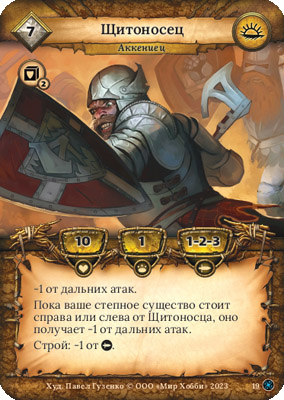 7
Щитоносец
Аккениец
2
10
1
1-2-3
-1 от дальних атак.
Пока ваше степное существо стоит
справа или слева от Щитоносца, оно
получает -1 от дальних атак.
Строй: -1 от
Худ. Павел Гузенко © ООО «Мир Хобби» 2023
19